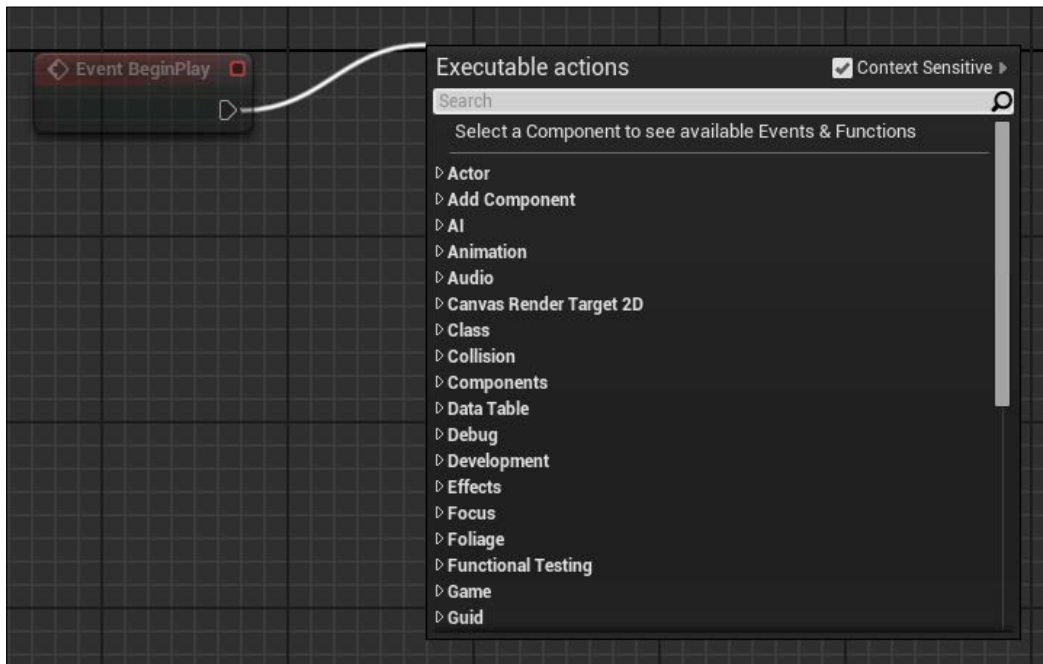 Event BeginPlay
Executable actions
Context Sensitive
Search
Select a Component to see available Events & Functions
Actor
Add Component
AI
Animation
Audio
Canvas Render Target 2D
Class
Collision
Components
Data Table
Debug
Development
Effects
Focus
Foliage
Functional Testing
Game
Guid